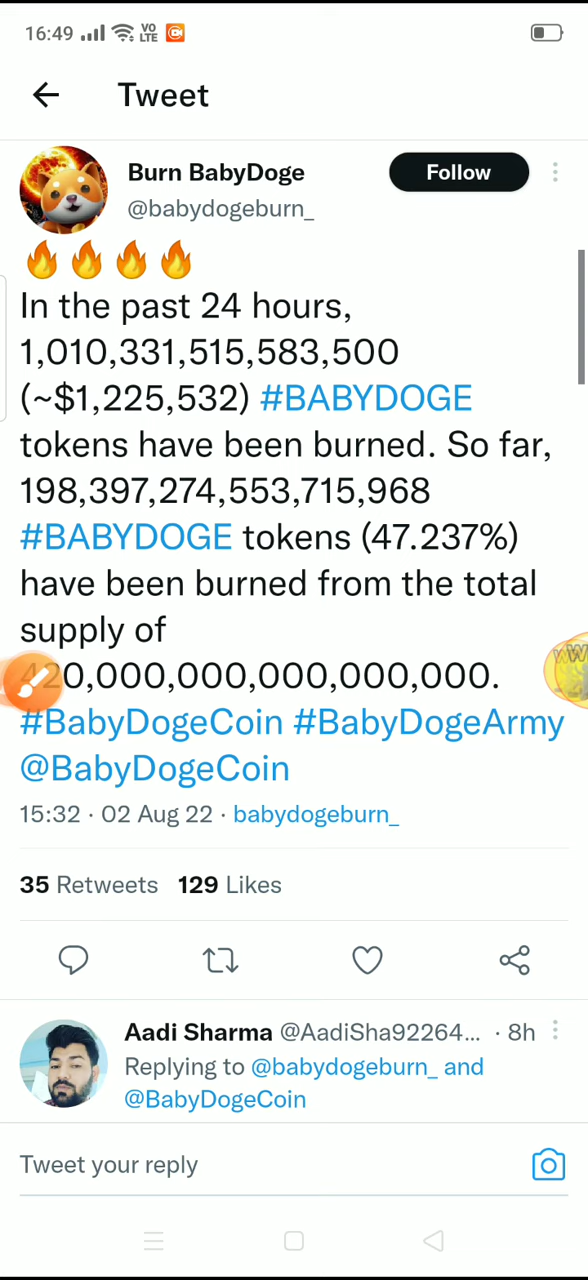 16:49 VO LTE
Tweet
Burn BabyDoge Follow
@babydogeburn_
🔥🔥🔥🔥
In the past 24 hours,
1,010,331,515,583,500
(~$1,225,532) #BABYDOGE
tokens have been burned. So far,
198,397,274,553,715,968
#BABYDOGE tokens (47.237%)
have been burned from the total
supply of
420,000,000,000,000,000.
#BabyDogeCoin #BabyDogeArmy
@BabyDogeCoin
15:32 · 02 Aug 22 · babydogeburn_
35 Retweets 129 Likes
Aadi Sharma @AadiSha92264... · 8h
Replying to @babydogeburn_ and
@BabyDogeCoin
Tweet your reply